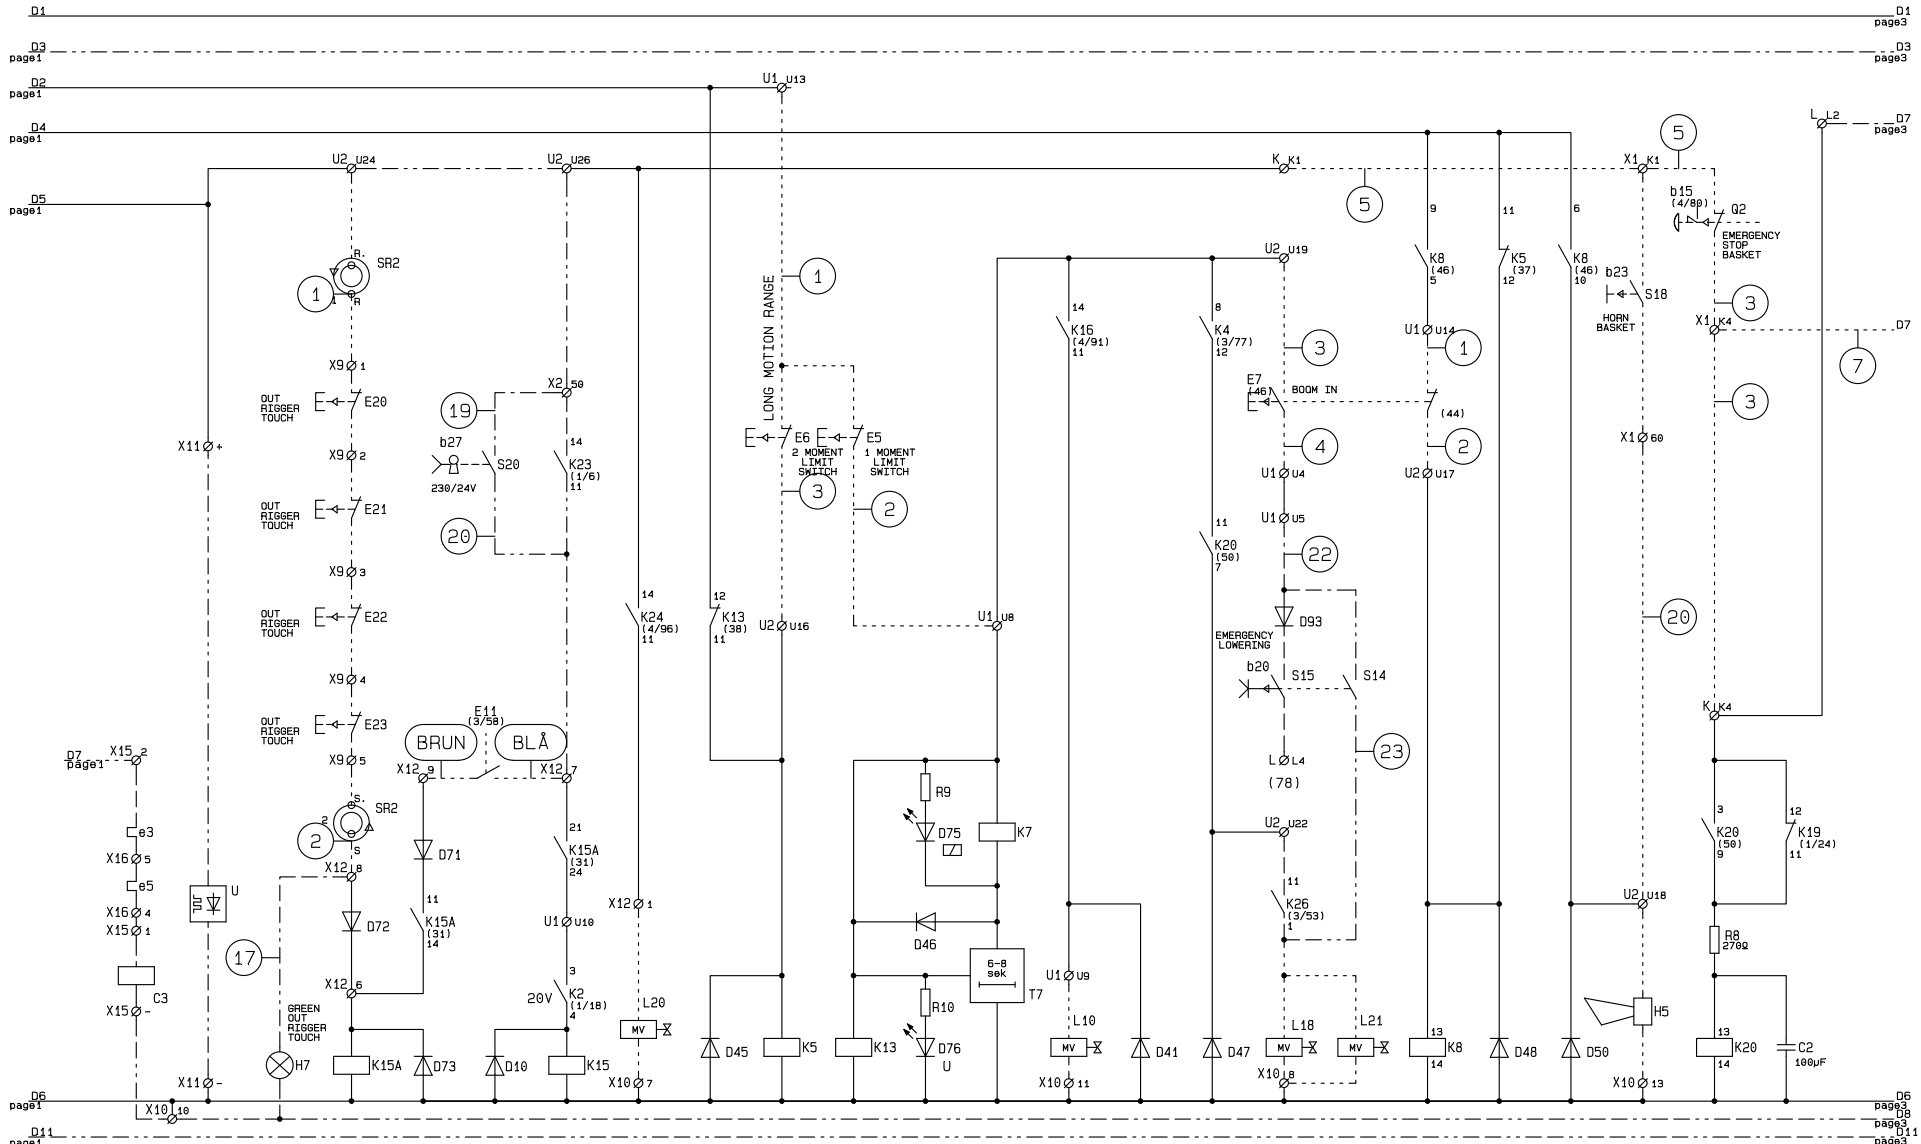 D1
D1
D3
page1
D3
page3
D2
page1
U1 U13
D4
page1
L L2
D7
page3
5
U2 U24
U2 U26
K K1
X1 K1
D5
page1
5
b15
(4/80)
Q2
EMERGENCY
STOP
BASKET
9
11
6
R.
SR2
1
1
R
LONG MOTION RANGE
1
U2 U19
K8
(46)
5
K5
(37)
12
K8
(46)
10
b23
S18
HORN
BASKET
3
14
K16
(4/91)
11
8
K4
(3/77)
12
3
U1 U14
1
X1 K4
D7
7
X9 1
OUT
RIGGER
TOUCH
E20
X2 50
19
E7
(46)
BOOM IN
(44)
3
X9 2
X11 +
b27
S20
230/24V
14
K23
(1/6)
11
E6
2 MOMENT
LIMIT
SWITCH
E5
1 MOMENT
LIMIT
SWITCH
4
2
X1 60
U1 U4
U2 U17
3
2
OUT
RIGGER
TOUCH
E21
20
U1 U5
11
K20
(50)
7
22
X9 3
OUT
RIGGER
TOUCH
E22
14
K24
(4/96)
11
12
K13
(38)
11
U2 U16
U1 U8
D93
20
EMERGENCY
LOWERING
b20
S15
S14
X9 4
OUT
RIGGER
TOUCH
E23
E11
(3/58)
BRUN
BLÅ
K K4
D7
page1
X15 2
X9 5
X12 9
X12 7
L L4
(78)
23
S.
SR2
2
2
S
R9
D75
K7
e3
X16 5
e5
X16 4
X15 1
C3
X15 -
U
X12 8
D71
21
K15A
(31)
24
U2 U22
3
K20
(50)
9
12
K19
(1/24)
11
D72
11
K15A
(31)
14
U1 U10
X12 1
D46
11
K26
(3/53)
1
U2 U18
17
R8
270Ω
X12 6
20V
3
K2
(1/18)
4
6-8
sek
T7
U1 U9
GREEN
OUT
RIGGER
TOUCH
L20
MV
R10
L10
MV
L18
MV
L21
MV
H5
H7
K15A
D73
D10
K15
D45
K5
K13
D76
U
D41
D47
13
K8
14
D48
D50
13
K20
14
C2
100µF
X11 -
X10 7
X10 11
X10 8
X10 13
D6
page1
X10 10
D6
page3
D8
page3
D11
page1
D11
page3